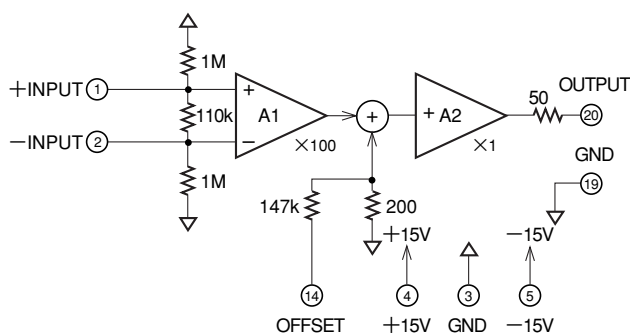 1M
+INPUT 1
+ A1
110k
−INPUT 2
−
×100
1M
+
+ A2
×1
50
OUTPUT
20
GND
19
147k
200
+15V
−15V
14
4
3
5
OFFSET
+15V
GND
−15V